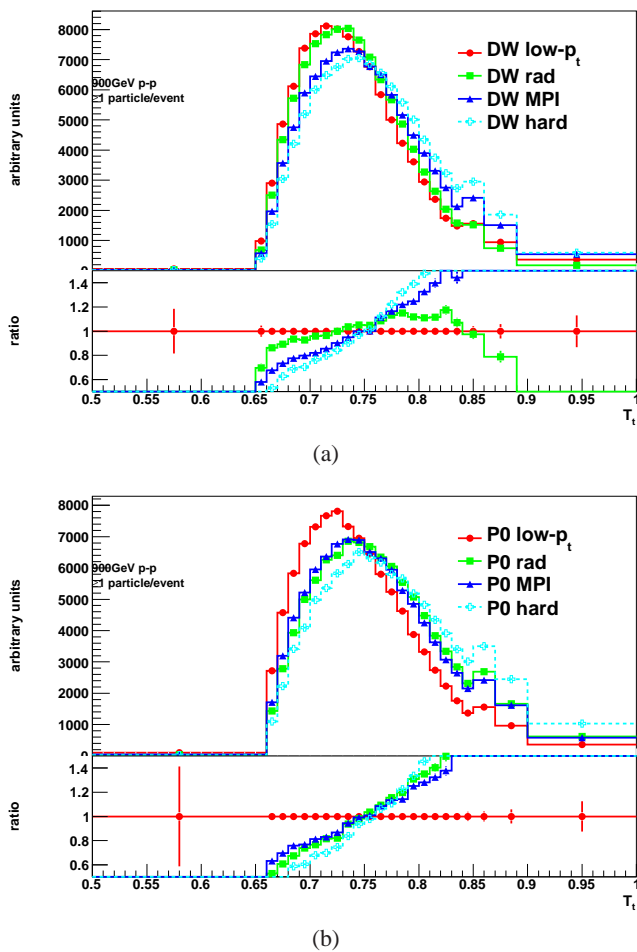 8000
7000
6000
5000
4000
3000
2000
1000
0
arbitrary units
900GeV p-p
1 particle/event
DW low-pt
DW rad
DW MPI
DW hard
1.4
1.2
1
0.8
0.6
ratio
0.5 0.55 0.6 0.65 0.7 0.75 0.8 0.85 0.9 0.95 1
Tt
(a)
8000
7000
6000
5000
4000
3000
2000
1000
0
arbitrary units
900GeV p-p
1 particle/event
P0 low-pt
P0 rad
P0 MPI
P0 hard
1.4
1.2
1
0.8
0.6
ratio
0.5 0.55 0.6 0.65 0.7 0.75 0.8 0.85 0.9 0.95 1
Tt
(b)